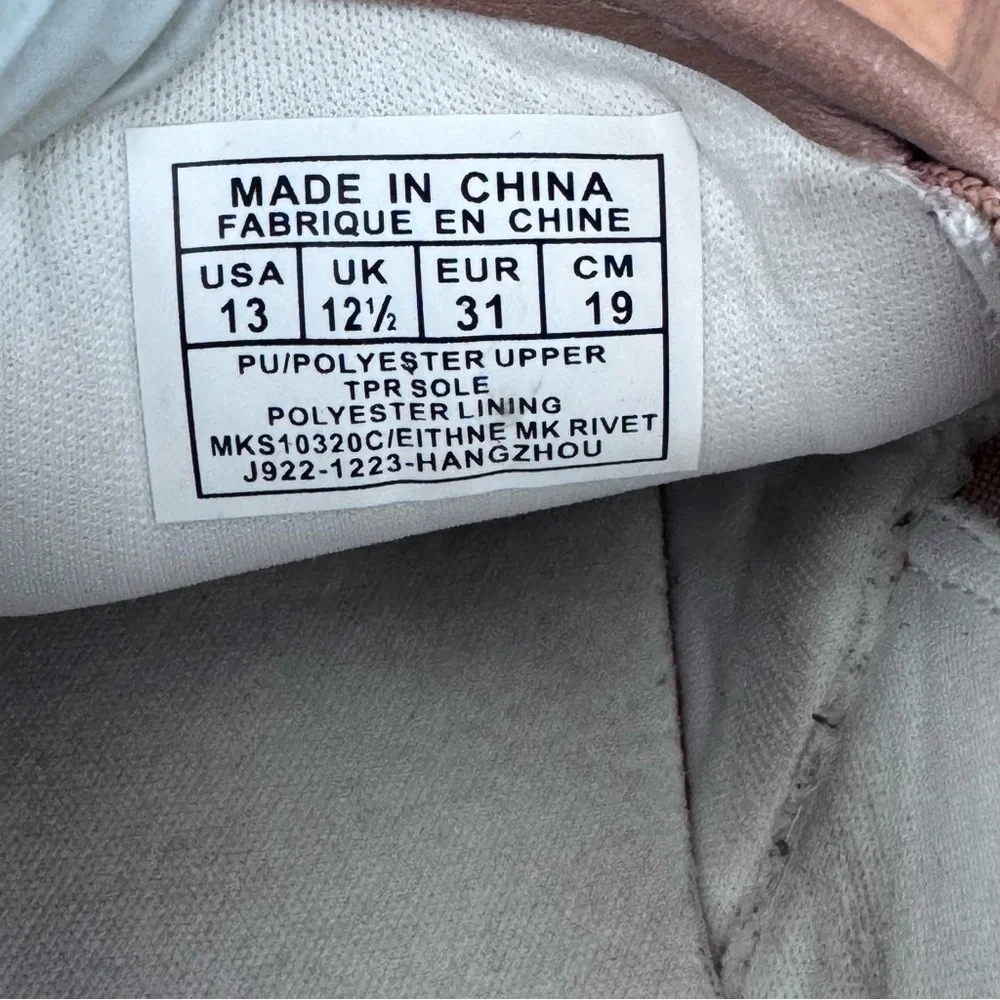 MADE IN CHINA
FABRIQUE EN CHINE
USA UK EUR CM
13 12½ 31 19
PU/POLYESTER UPPER
TPR SOLE
POLYESTER LINING
MKS10320C/EITHNE MK RIVET
J922-1223-HANGZHOU